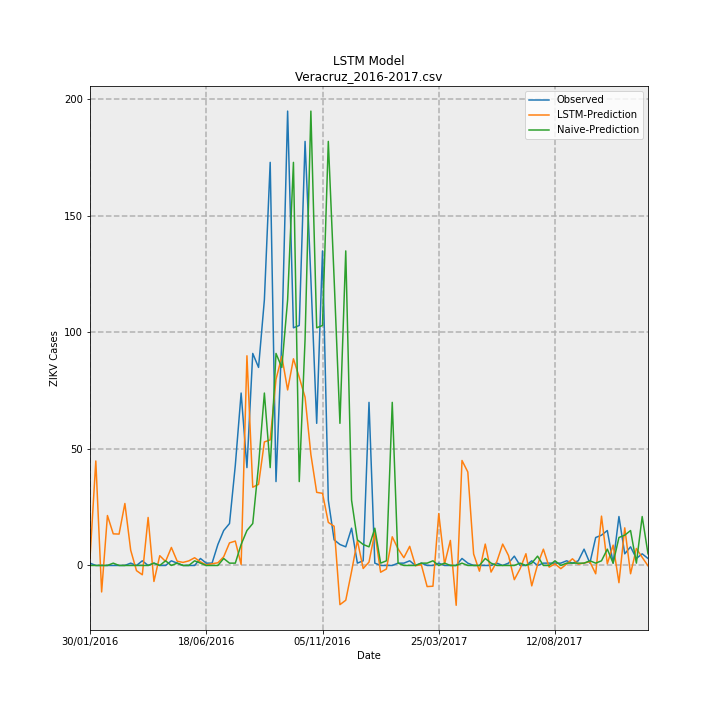 LSTM Model
Veracruz_2016-2017.csv
Observed
LSTM-Prediction
Naive-Prediction
200
150
100
50
0
ZIKV Cases
30/01/2016
18/06/2016
05/11/2016
25/03/2017
12/08/2017
Date